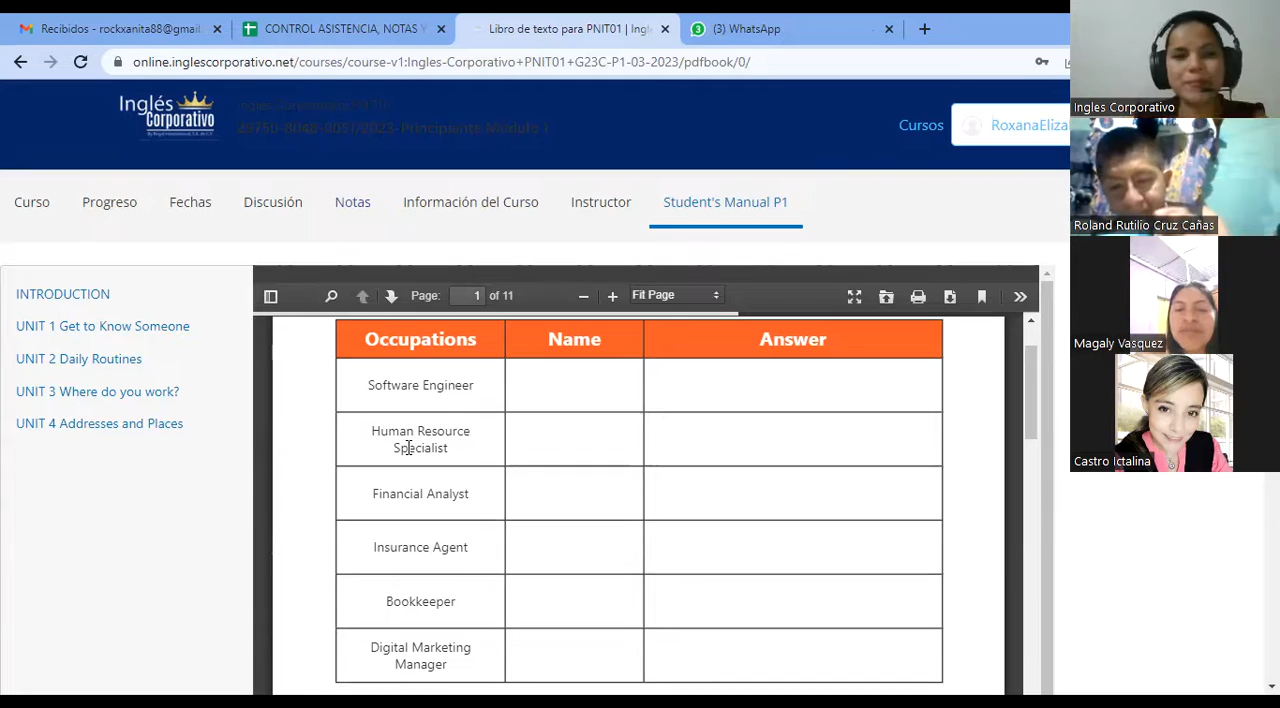 Recibidos - rockxanita88@gmail.
CONTROL ASISTENCIA, NOTAS Y
Libro de texto para PNIT01 | Ingl
(3) WhatsApp
online.inglescorporativo.net/courses/course-v1:Ingles-Corporativo+PNIT01+G23C-P1-03-2023/pdfbook/0/
Inglés
Corporativo
Cursos
RoxanaEliza
Curso
Progreso
Fechas
Discusión
Notas
Información del Curso
Instructor
Student's Manual P1
INTRODUCTION
UNIT 1 Get to Know Someone
UNIT 2 Daily Routines
UNIT 3 Where do you work?
UNIT 4 Addresses and Places
Page: 1 of 11
Fit Page
Occupations Name Answer
Software Engineer
Human Resource
Specialist
Financial Analyst
Insurance Agent
Bookkeeper
Digital Marketing
Manager
Ingles Corporativo
Roland Rutilio Cruz Cañas
Magaly Vasquez
Castro Ictalina